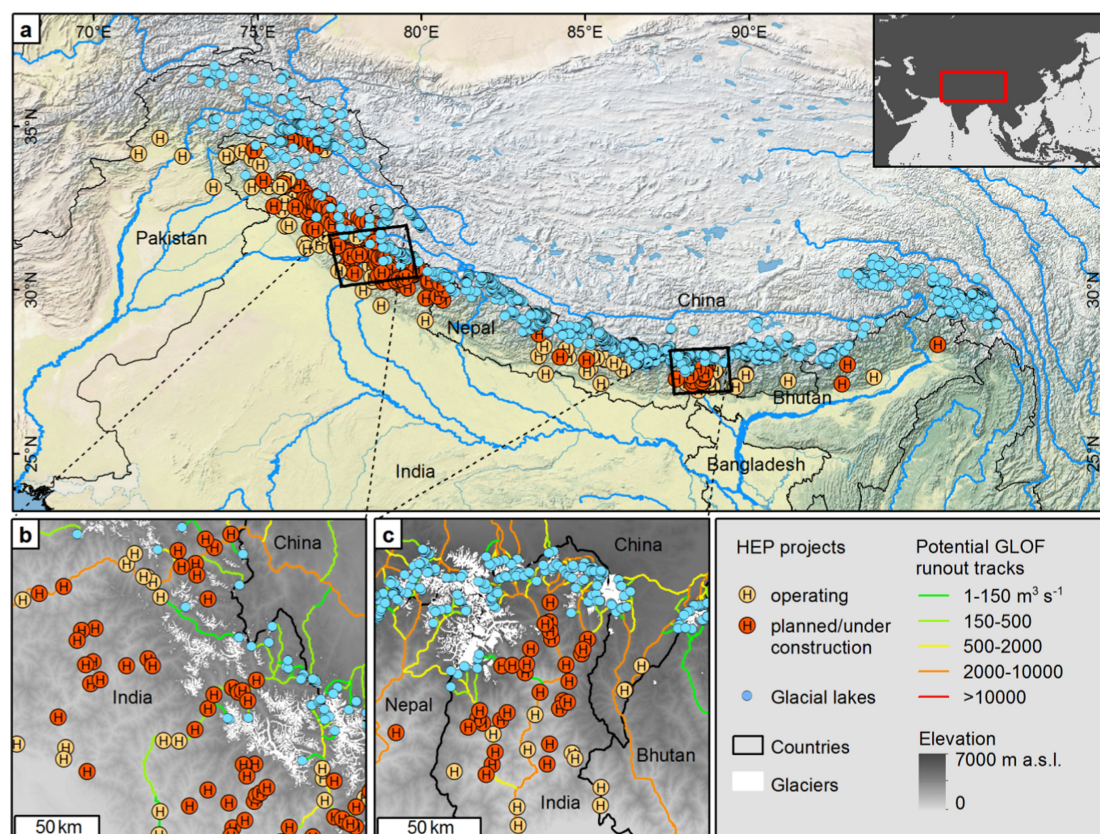 a
70°E
75°E
80°E
85°E
90°E
35°N
30°N
25°N
30°N
25°N
Pakistan
China
Nepal
Bhutan
India
Bangladesh
b
China
India
50 km
c
China
Nepal
Bhutan
India
50 km
HEP projects
operating
planned/under
construction
Glacial lakes
Countries
Glaciers
Potential GLOF
runout tracks
1-150 m³ s⁻¹
150-500
500-2000
2000-10000
>10000
Elevation
7000 m a.s.l.
0